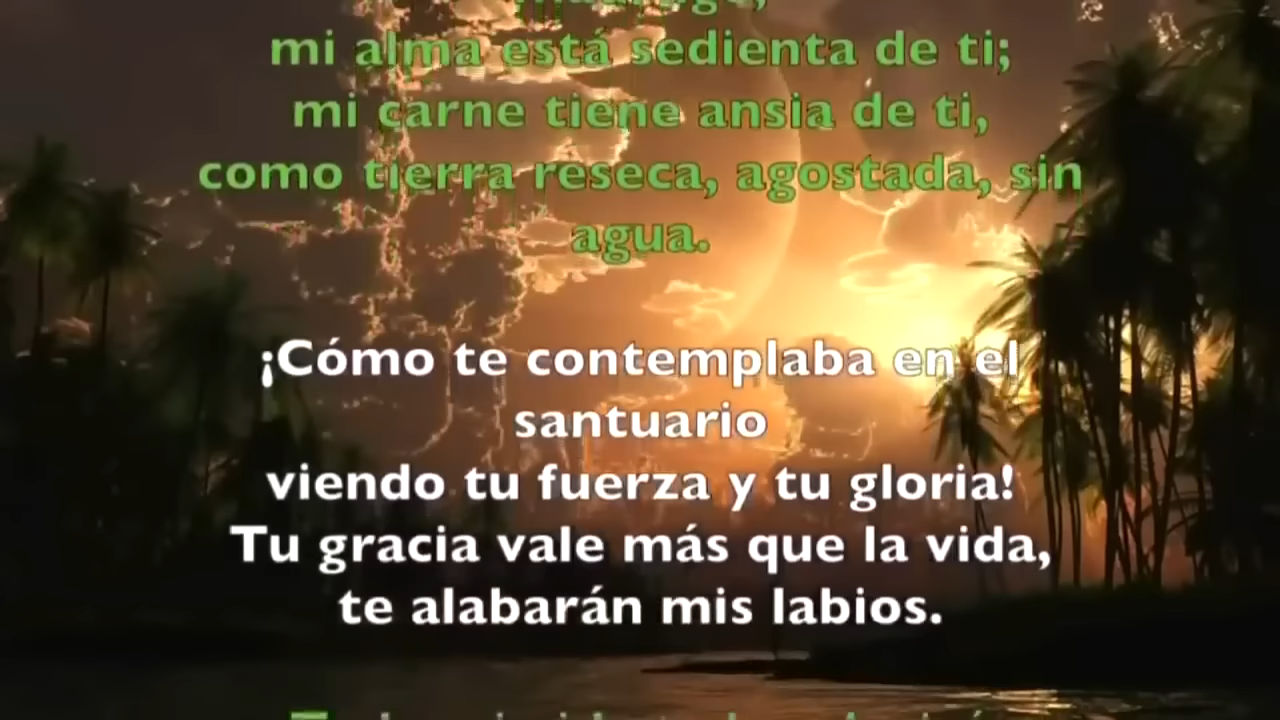 mi alma está sedienta de ti;
mi carne tiene ansia de ti,
como tierra reseca, agostada, sin
agua.
¡Cómo te contemplaba en el
santuario
viendo tu fuerza y tu gloria!
Tu gracia vale más que la vida,
te alabarán mis labios.